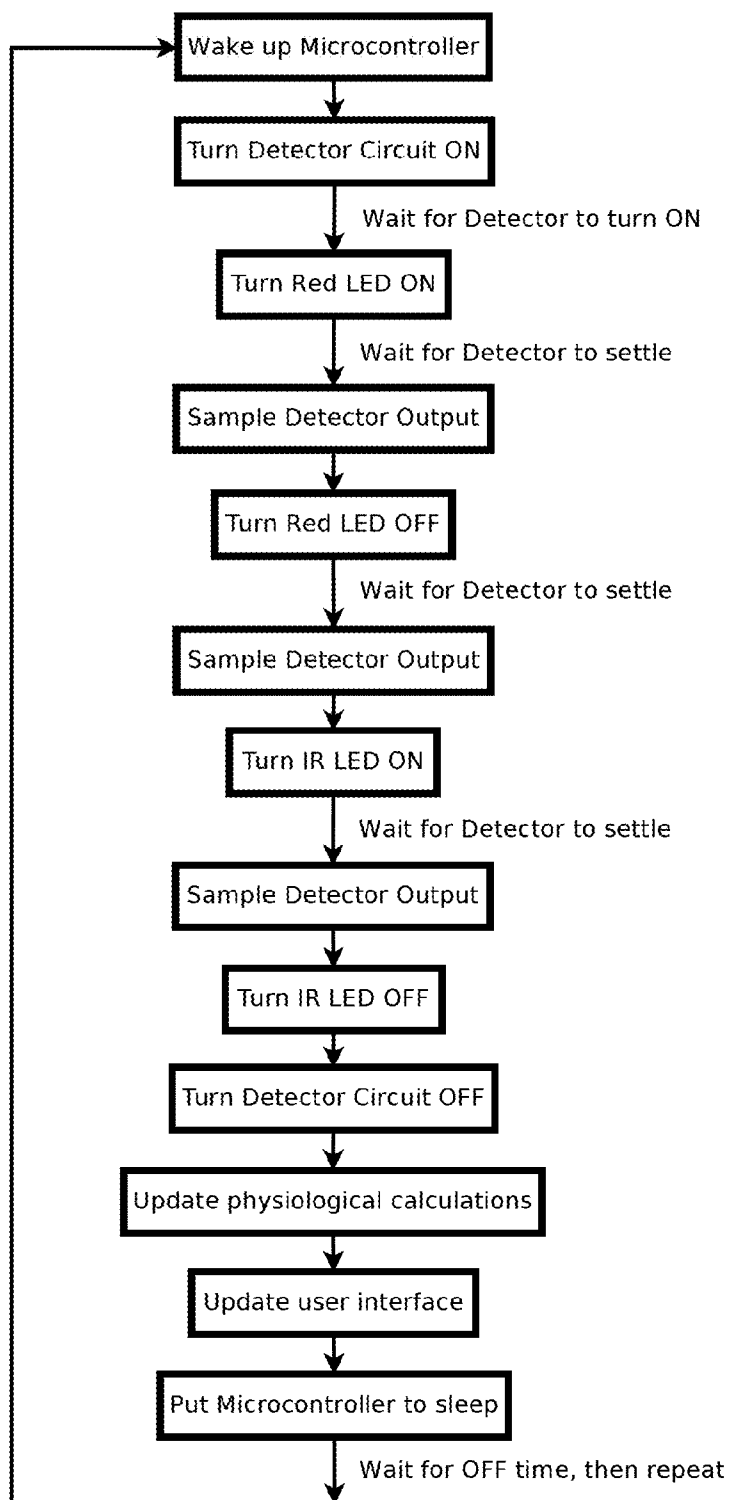 Wake up Microcontroller
Turn Detector Circuit ON
Wait for Detector to turn ON
Turn Red LED ON
Wait for Detector to settle
Sample Detector Output
Turn Red LED OFF
Wait for Detector to settle
Sample Detector Output
Turn IR LED ON
Wait for Detector to settle
Sample Detector Output
Turn IR LED OFF
Turn Detector Circuit OFF
Update physiological calculations
Update user interface
Put Microcontroller to sleep
Wait for OFF time, then repeat